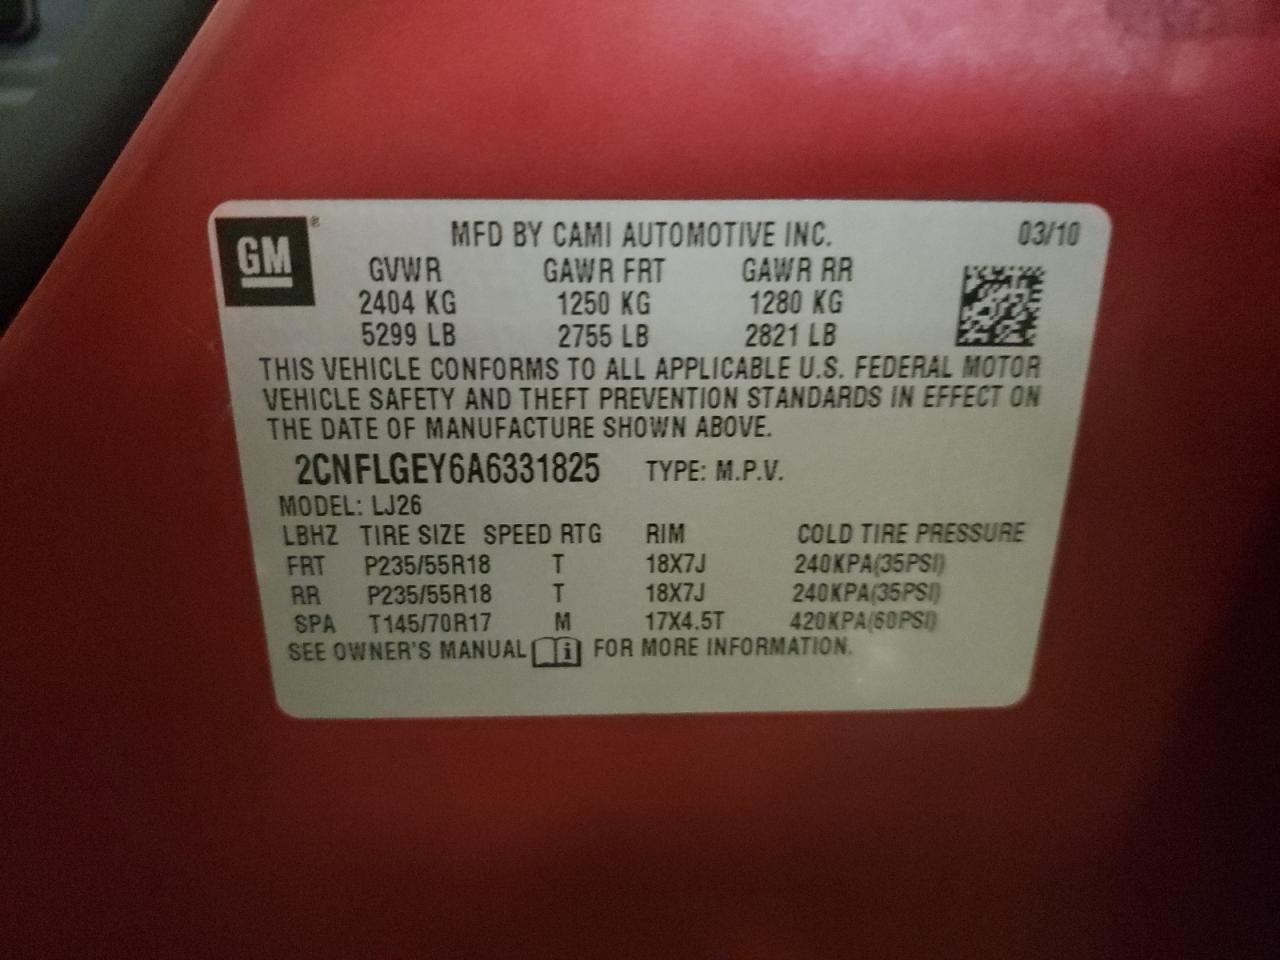 GM®
MFD BY CAMI AUTOMOTIVE INC. 03/10
GVWR GAWR FRT GAWR RR
2404 KG 1250 KG 1280 KG
5299 LB 2755 LB 2821 LB
THIS VEHICLE CONFORMS TO ALL APPLICABLE U.S. FEDERAL MOTOR
VEHICLE SAFETY AND THEFT PREVENTION STANDARDS IN EFFECT ON
THE DATE OF MANUFACTURE SHOWN ABOVE.
2CNFLGEY6A6331825 TYPE: M.P.V.
MODEL: LJ26
LBHZ TIRE SIZE SPEED RTG RIM COLD TIRE PRESSURE
FRT P235/55R18 T 18X7J 240KPA(35PSI)
RR P235/55R18 T 18X7J 240KPA(35PSI)
SPA T145/70R17 M 17X4.5T 420KPA(60PSI)
SEE OWNER'S MANUAL i FOR MORE INFORMATION.